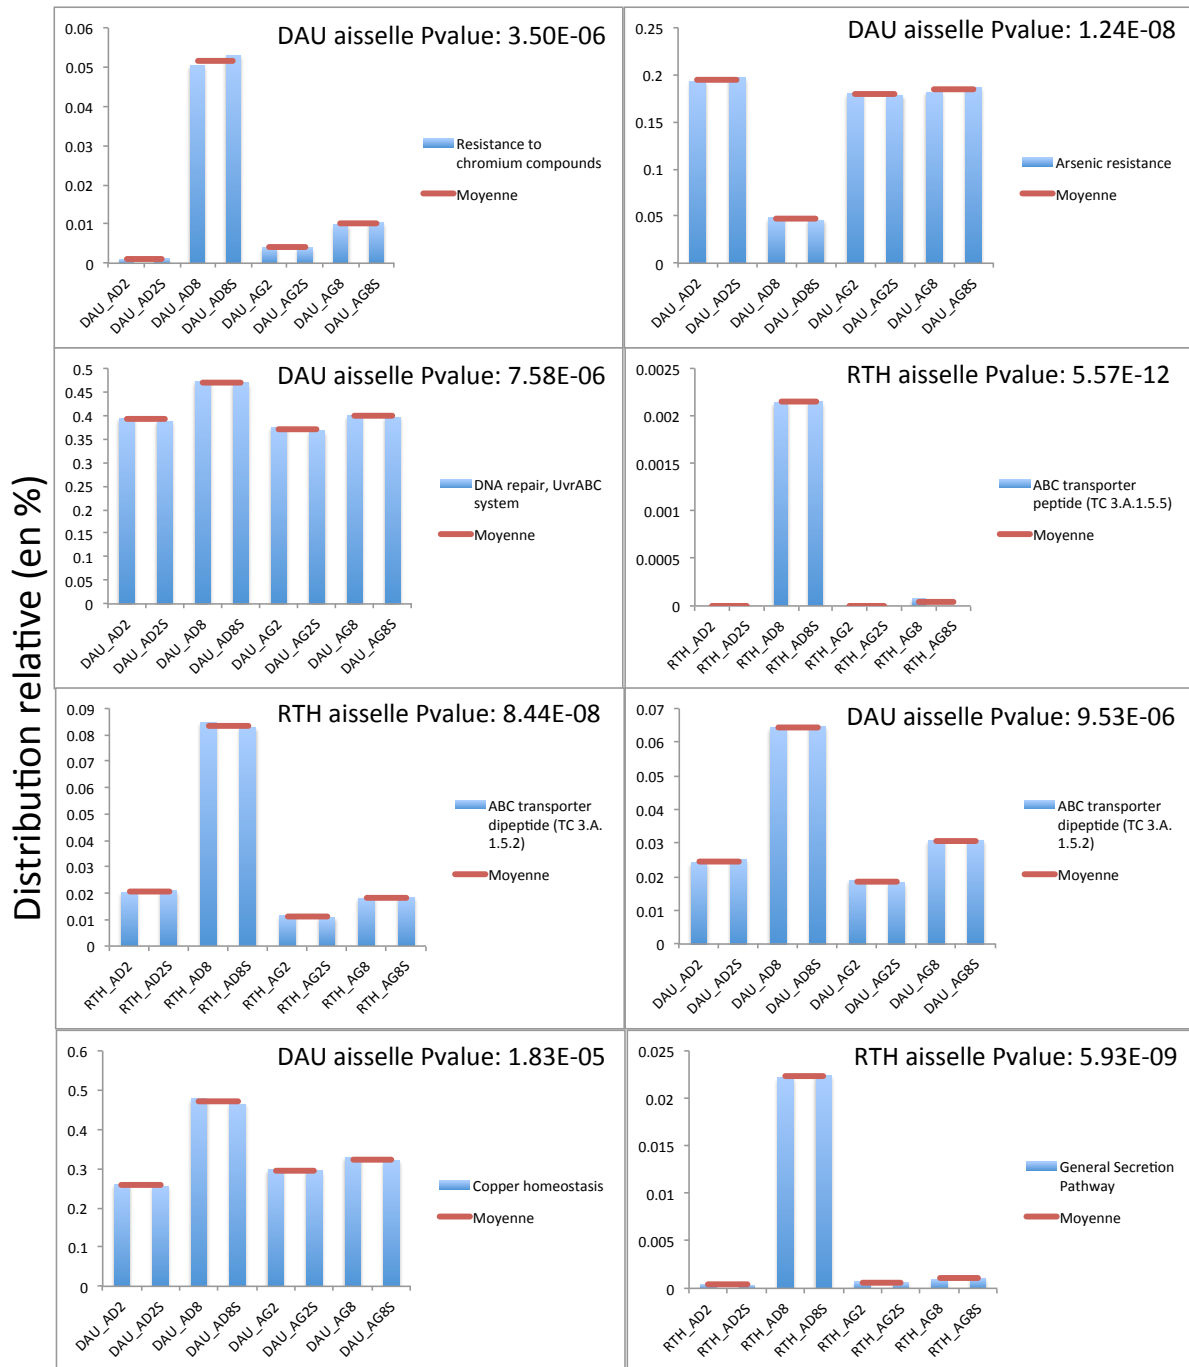 Distribution relative (en %)
DAU aisselle Pvalue: 3.50E-06
0.06
0.05
0.04
0.03
0.02
0.01
0
DAU_AD2
DAU_AD2S
DAU_AD8
DAU_AD8S
DAU_AG2
DAU_AG2S
DAU_AG8
DAU_AG8S
Resistance to
chromium compounds
Moyenne
DAU aisselle Pvalue: 1.24E-08
0.2
0.15
0.1
0.05
0
DAU_AD2
DAU_AD2S
DAU_AD8
DAU_AD8S
DAU_AG2
DAU_AG2S
DAU_AG8
DAU_AG8S
Arsenic resistance
Moyenne
DAU aisselle Pvalue: 7.58E-06
0.5
0.45
0.4
0.35
0.3
0.25
0.2
0.15
0.1
0.05
0
DAU_AD2
DAU_AD2S
DAU_AD8
DAU_AD8S
DAU_AG2
DAU_AG2S
DAU_AG8
DAU_AG8S
DNA repair, UvrABC
system
Moyenne
RTH aisselle Pvalue: 5.57E-12
0.0025
0.002
0.0015
0.001
0.0005
0
RTH_AD2
RTH_AD2S
RTH_AD8
RTH_AD8S
RTH_AG2
RTH_AG2S
RTH_AG8
RTH_AG8S
ABC transporter
peptide (TC 3.A.1.5.5)
Moyenne
RTH aisselle Pvalue: 8.44E-08
0.09
0.08
0.07
0.06
0.05
0.04
0.03
0.02
0.01
0
RTH_AD2
RTH_AD2S
RTH_AD8
RTH_AD8S
RTH_AG2
RTH_AG2S
RTH_AG8
RTH_AG8S
ABC transporter
dipeptide (TC 3.A.
1.5.2)
Moyenne
DAU aisselle Pvalue: 9.53E-06
0.07
0.06
0.05
0.04
0.03
0.02
0.01
0
DAU_AD2
DAU_AD2S
DAU_AD8
DAU_AD8S
DAU_AG2
DAU_AG2S
DAU_AG8
DAU_AG8S
ABC transporter
dipeptide (TC 3.A.
1.5.2)
Moyenne
DAU aisselle Pvalue: 1.83E-05
0.6
0.5
0.4
0.3
0.2
0.1
0
DAU_AD2
DAU_AD2S
DAU_AD8
DAU_AD8S
DAU_AG2
DAU_AG2S
DAU_AG8
DAU_AG8S
Copper homeostasis
Moyenne
RTH aisselle Pvalue: 5.93E-09
0.025
0.02
0.015
0.01
0.005
0
RTH_AD2
RTH_AD2S
RTH_AD8
RTH_AD8S
RTH_AG2
RTH_AG2S
RTH_AG8
RTH_AG8S
General Secretion
Pathway
Moyenne